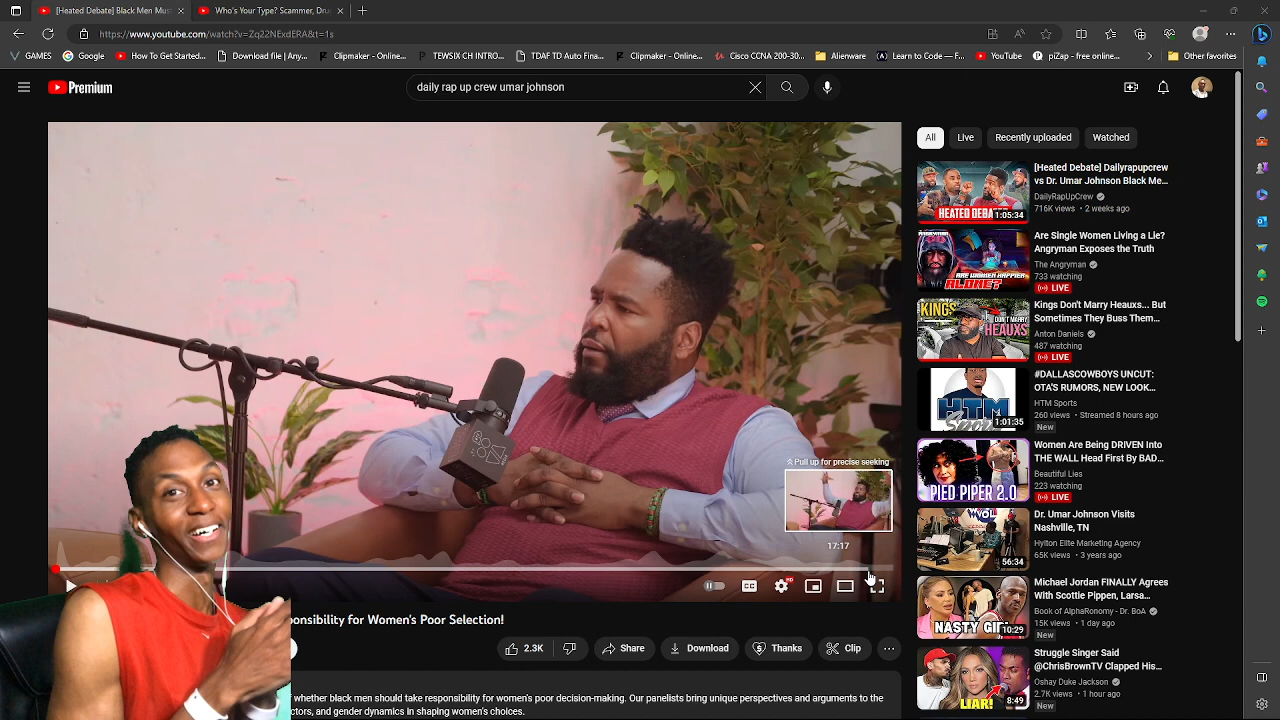 [Heated Debate] Black Men Mus
Who's Your Type? Scammer, Dru
https://www.youtube.com/watch?v=Zq22NExdERA&t=1s
GAMES
Google
How To Get Started...
Download file | Any...
Clipmaker - Online...
TEWSIX CH INTRO...
TDAF TD Auto Fina...
Clipmaker - Online...
Cisco CCNA 200-30...
Alienware
Learn to Code — F...
YouTube
piZap - free online...
Other favorites
Premium
daily rap up crew umar johnson
All
Live
Recently uploaded
Watched
[Heated Debate] Dailyrapupcrew
vs Dr. Umar Johnson Black Me...
DailyRapUpCrew
716K views • 2 weeks ago
HEATED DEBA
1:05:34
Are Single Women Living a Lie?
Angryman Exposes the Truth
The Angryman
733 watching
LIVE
ANGRYMAN
ARE WOMEN HAPPIER
ALONE?
Kings Don't Marry Heauxs... But
Sometimes They Buss Them...
Anton Daniels
487 watching
LIVE
KINGS
DON'T MARRY
HEAUXS
#DALLASCOWBOYS UNCUT:
OTA'S RUMORS, NEW LOOK...
HTM Sports
260 views • Streamed 8 hours ago
New
HTM
1:01:35
Women Are Being DRIVEN Into
THE WALL Head First By BAD...
Beautiful Lies
223 watching
LIVE
PIED PIPER 2.0
Pull up for precise seeking
17:17
Dr. Umar Johnson Visits
Nashville, TN
Hylton Elite Marketing Agency
65K views • 3 years ago
56:34
CC
HD
Michael Jordan FINALLY Agrees
With Scottie Pippen, Larsa...
Book of AlphaRonomy - Dr. BoA
15K views • 1 day ago
New
NASTY GI
10:29
onsibility for Women's Poor Selection!
2.3K
Share
Download
Thanks
Clip
Struggle Singer Said
@ChrisBrownTV Clapped His...
Oshay Duke Jackson
2.7K views • 1 hour ago
New
LIAR!
8:49
whether black men should take responsibility for women's poor decision-making. Our panelists bring unique perspectives and arguments to the
ctors, and gender dynamics in shaping women's choices.